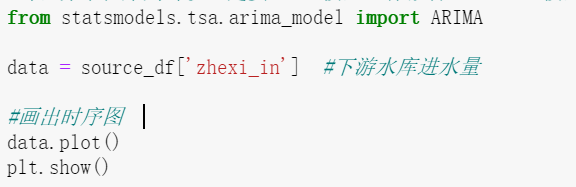 from statsmodels.tsa.arima_model import ARIMA
data = source_df['zhexi_in']  #下游水库进水量
#画出时序图
data.plot()
plt.show()